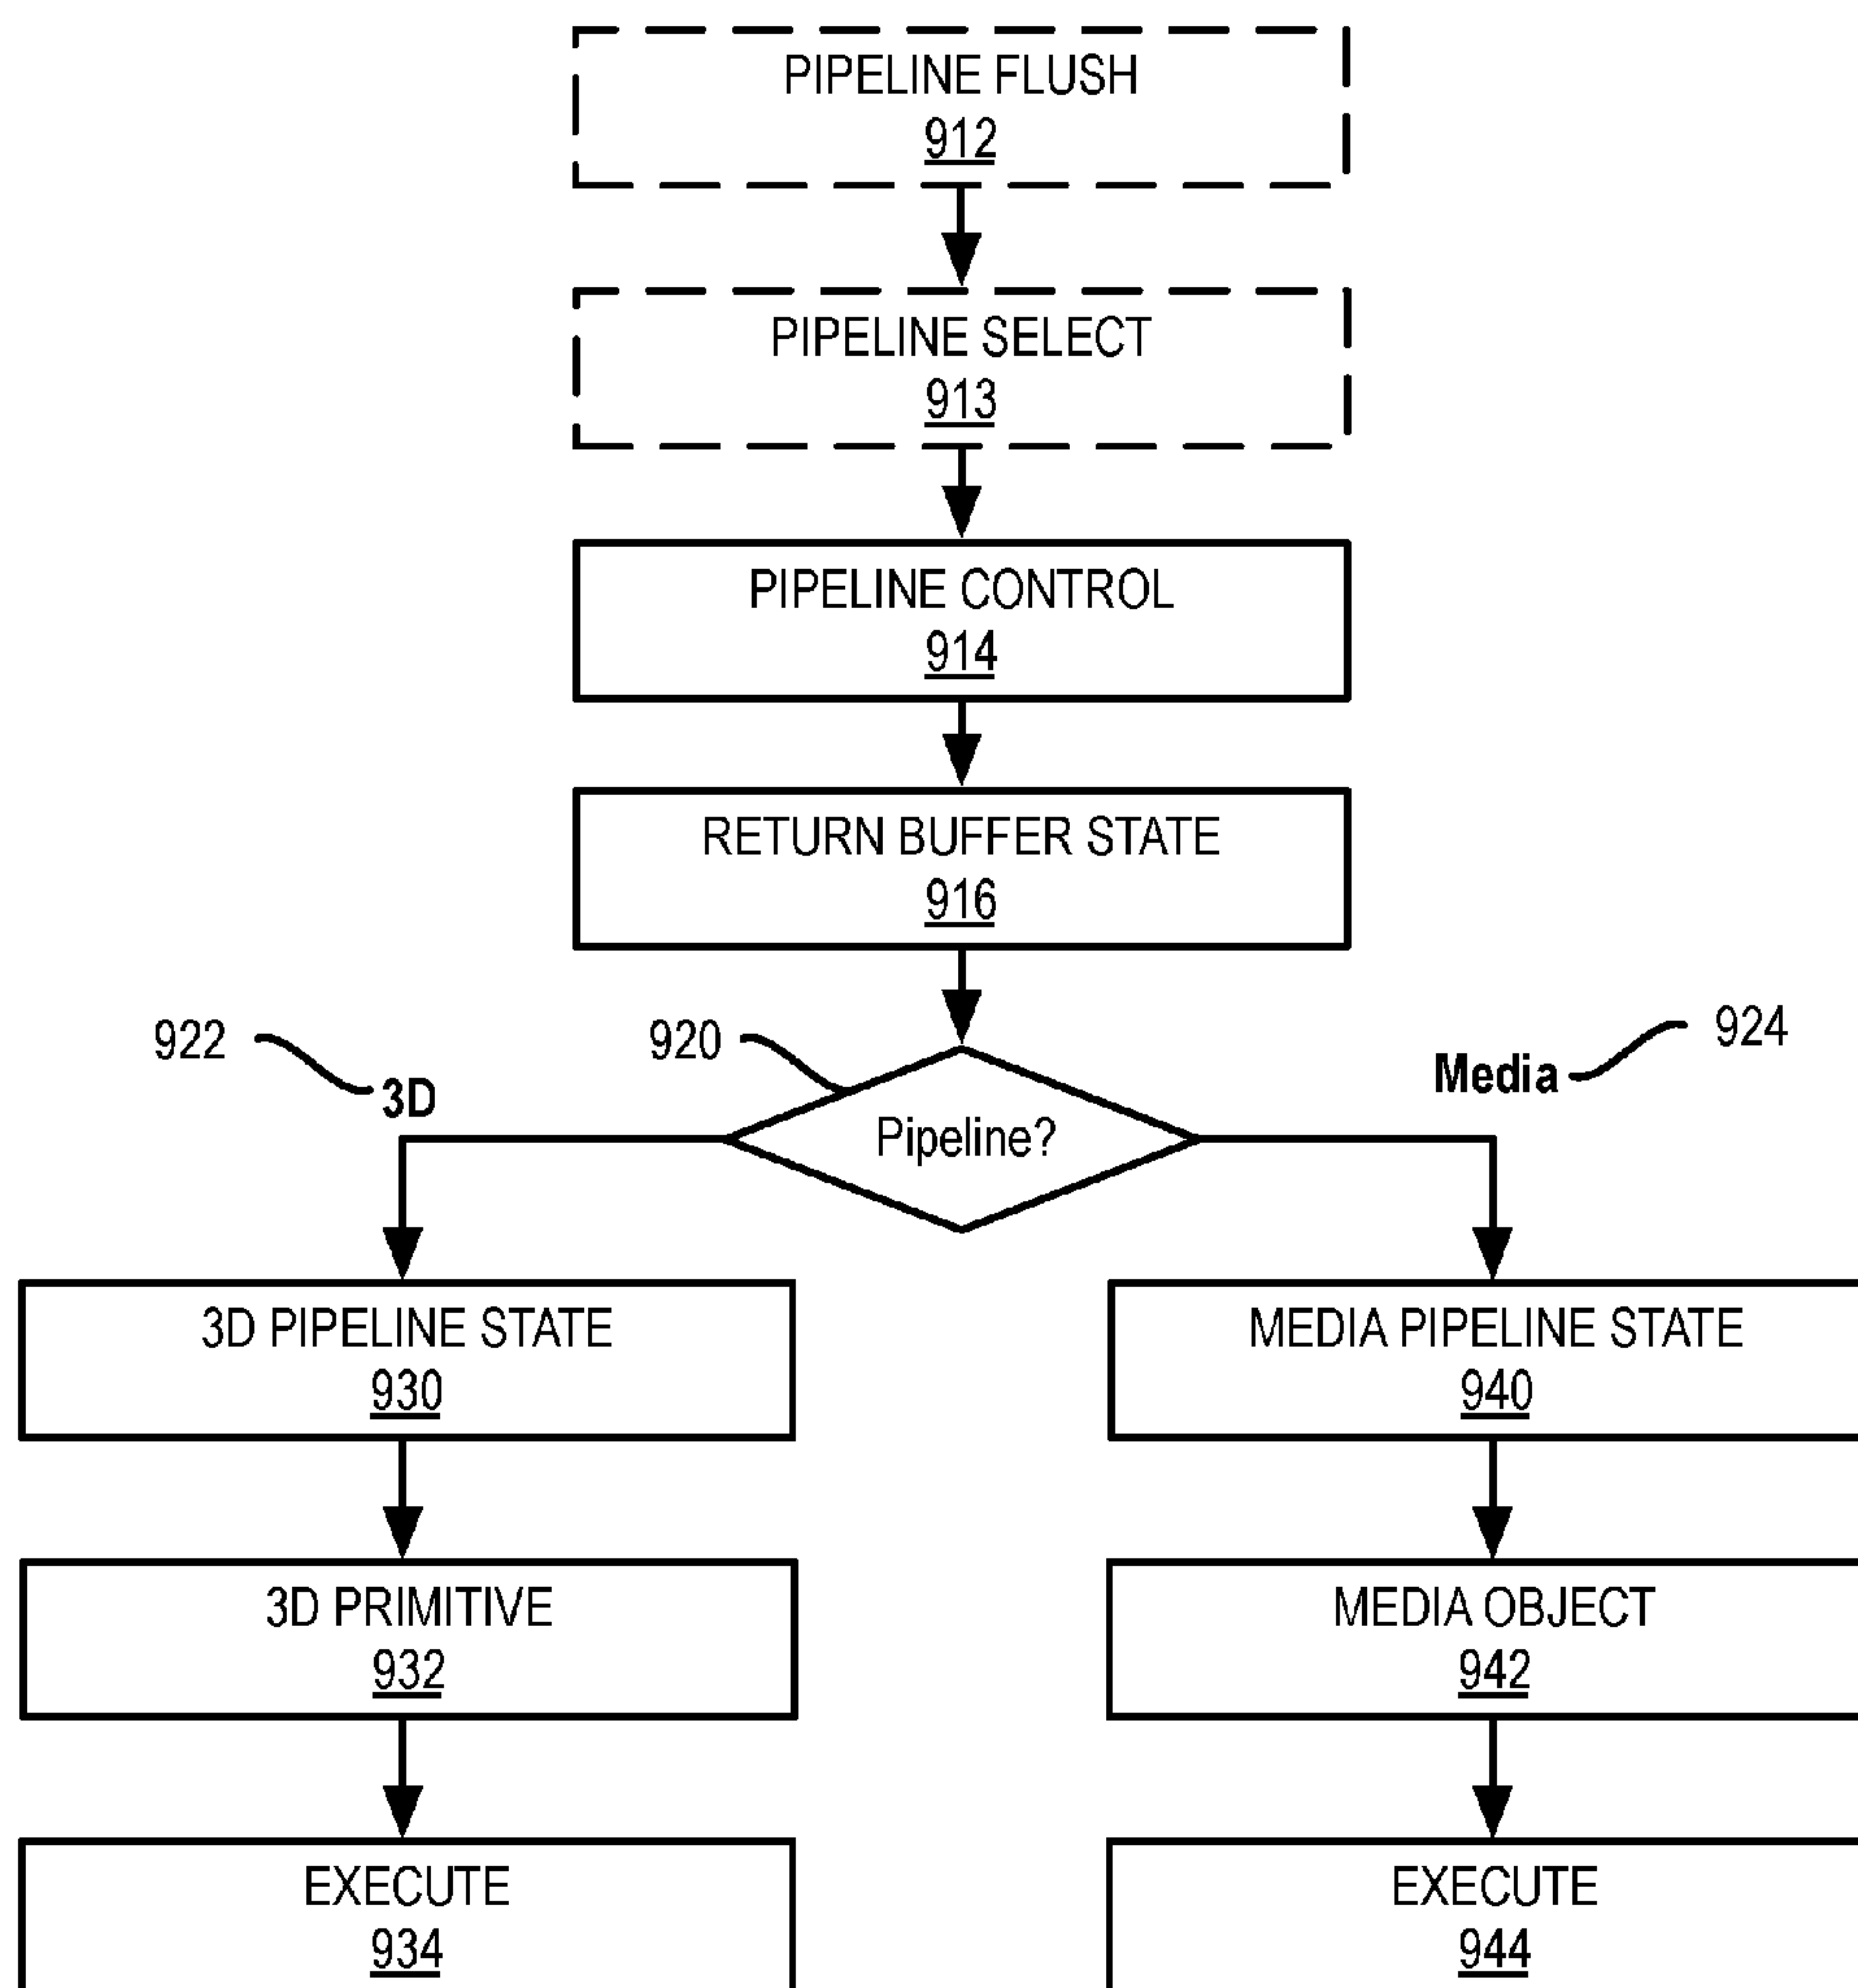 PIPELINE FLUSH
912
PIPELINE SELECT
913
PIPELINE CONTROL
914
RETURN BUFFER STATE
916
922
920
924
3D
Media
Pipeline?
3D PIPELINE STATE
930
MEDIA PIPELINE STATE
940
3D PRIMITIVE
932
MEDIA OBJECT
942
EXECUTE
934
EXECUTE
944